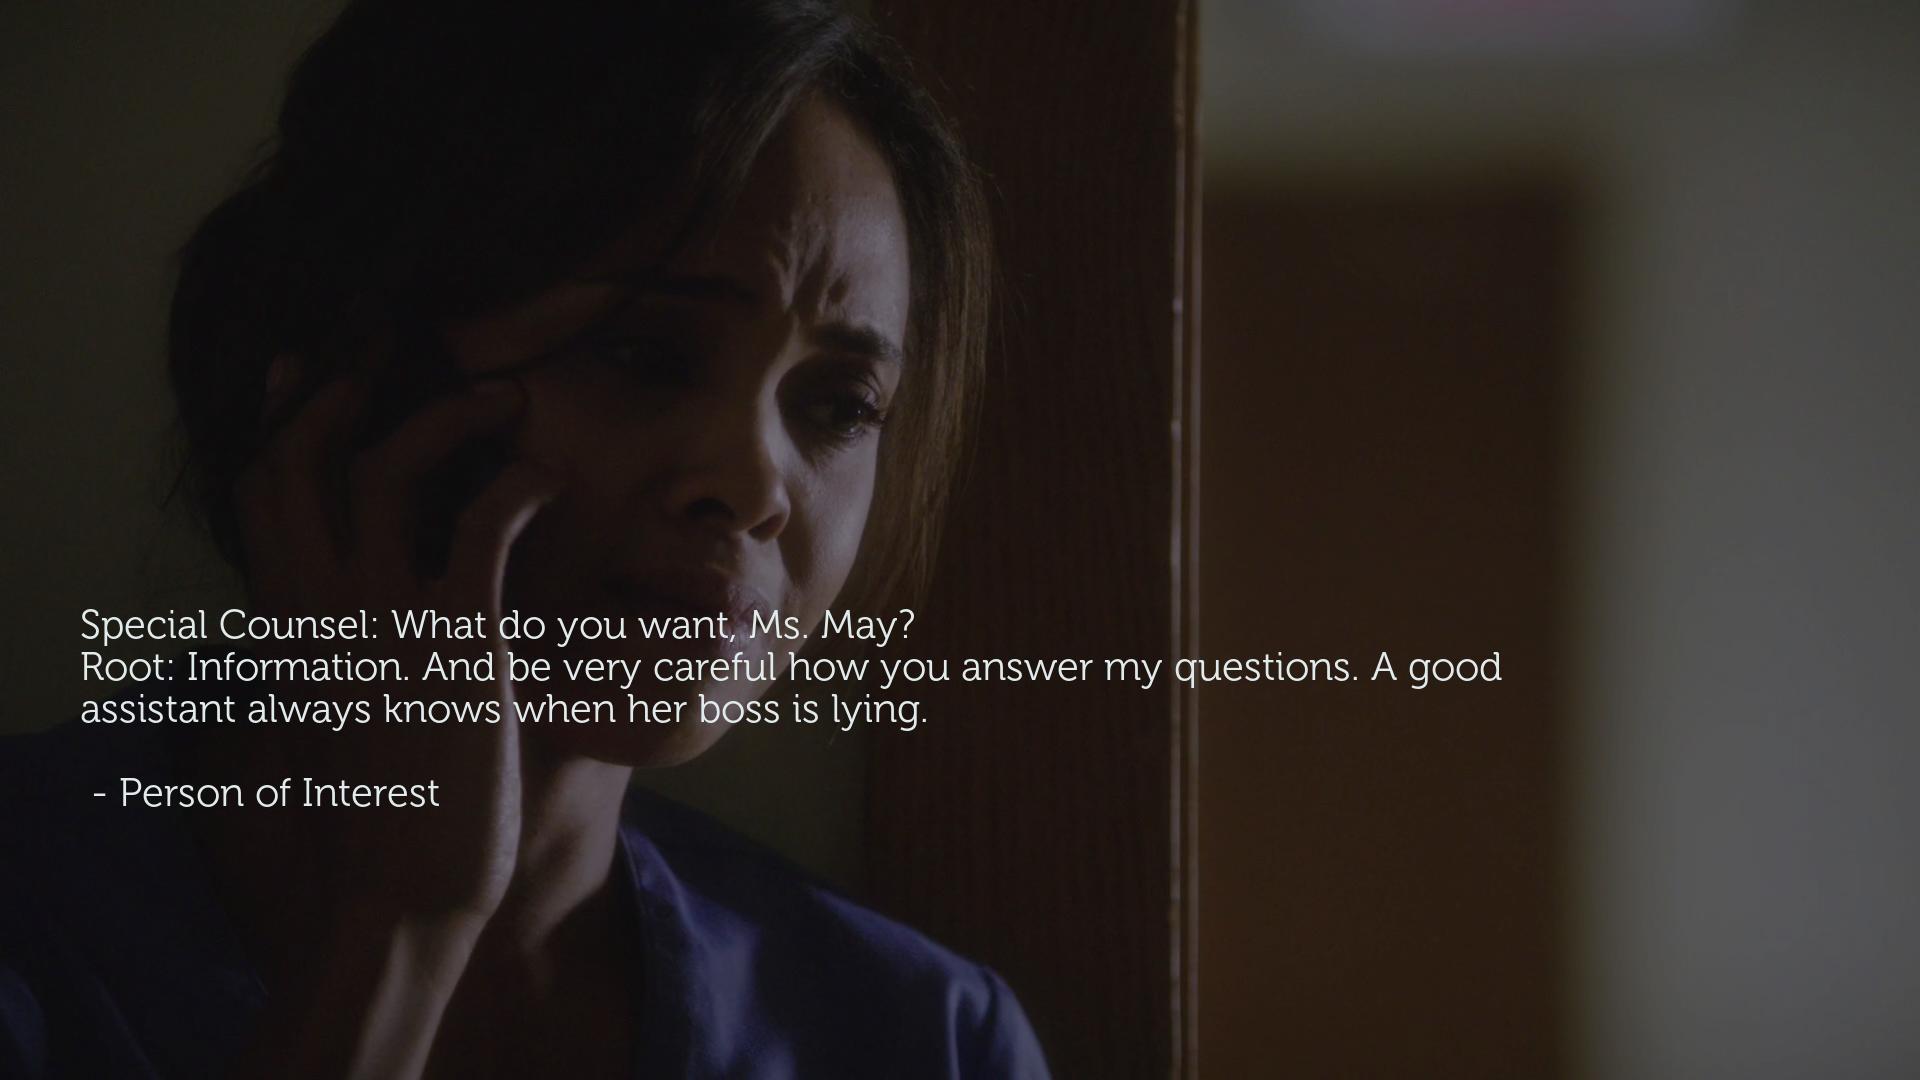 Special Counsel: What do you want, Ms. May?
Root: Information. And be very careful how you answer my questions. A good
assistant always knows when her boss is lying.
- Person of Interest